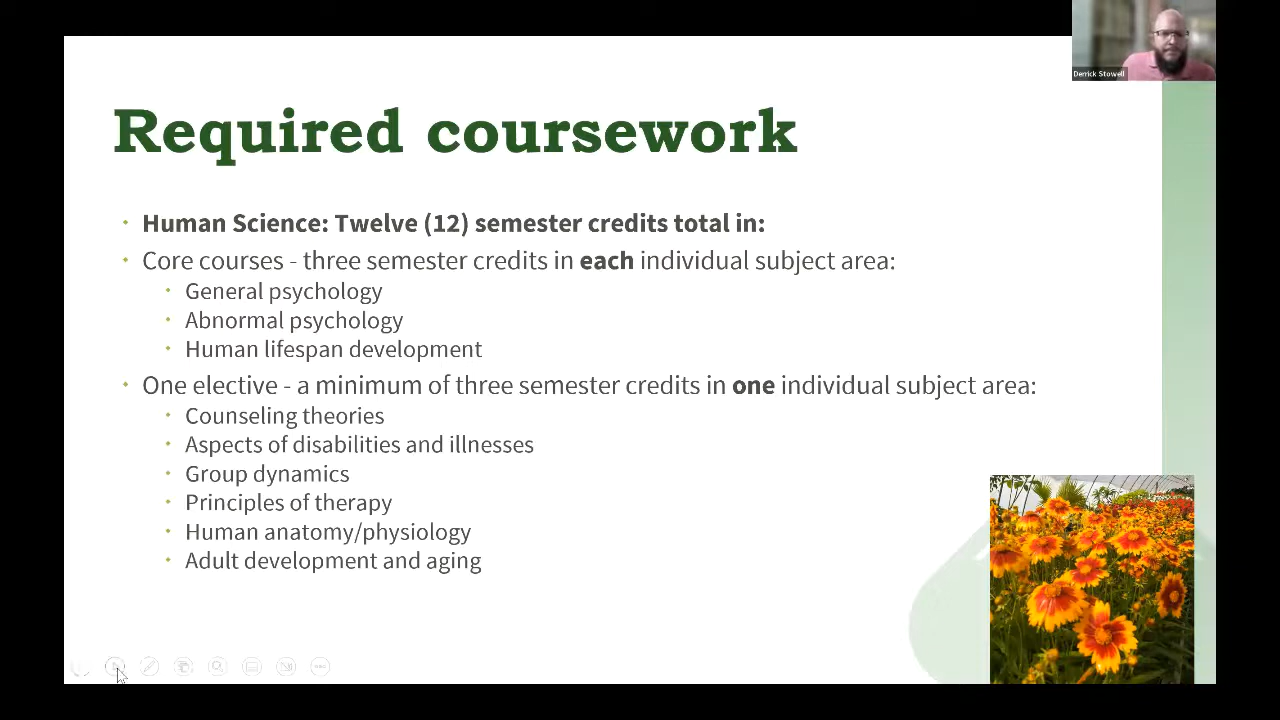 Derrick Stowell
Required coursework
Human Science: Twelve (12) semester credits total in:
Core courses - three semester credits in each individual subject area:
General psychology
Abnormal psychology
Human lifespan development
One elective - a minimum of three semester credits in one individual subject area:
Counseling theories
Aspects of disabilities and illnesses
Group dynamics
Principles of therapy
Human anatomy/physiology
Adult development and aging